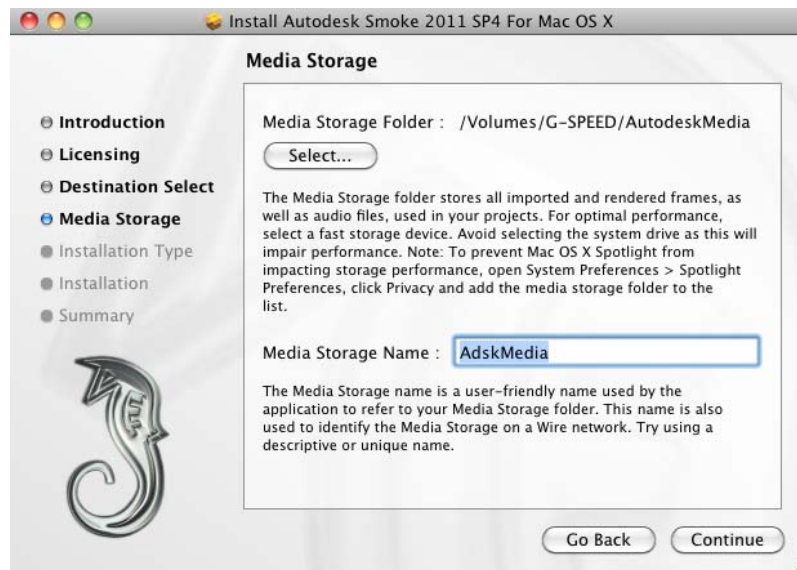 Install Autodesk Smoke 2011 SP4 For Mac OS X
Media Storage
Introduction
Licensing
Destination Select
Media Storage
Installation Type
Installation
Summary
Media Storage Folder : /Volumes/G-SPEED/AutodeskMedia
Select...
The Media Storage folder stores all imported and rendered frames, as
well as audio files, used in your projects. For optimal performance,
select a fast storage device. Avoid selecting the system drive as this will
impair performance. Note: To prevent Mac OS X Spotlight from
impacting storage performance, open System Preferences > Spotlight
Preferences, click Privacy and add the media storage folder to the
list.
Media Storage Name : AdskMedia
The Media Storage name is a user-friendly name used by the
application to refer to your Media Storage folder. This name is also
used to identify the Media Storage on a Wire network. Try using a
descriptive or unique name.
Go Back
Continue